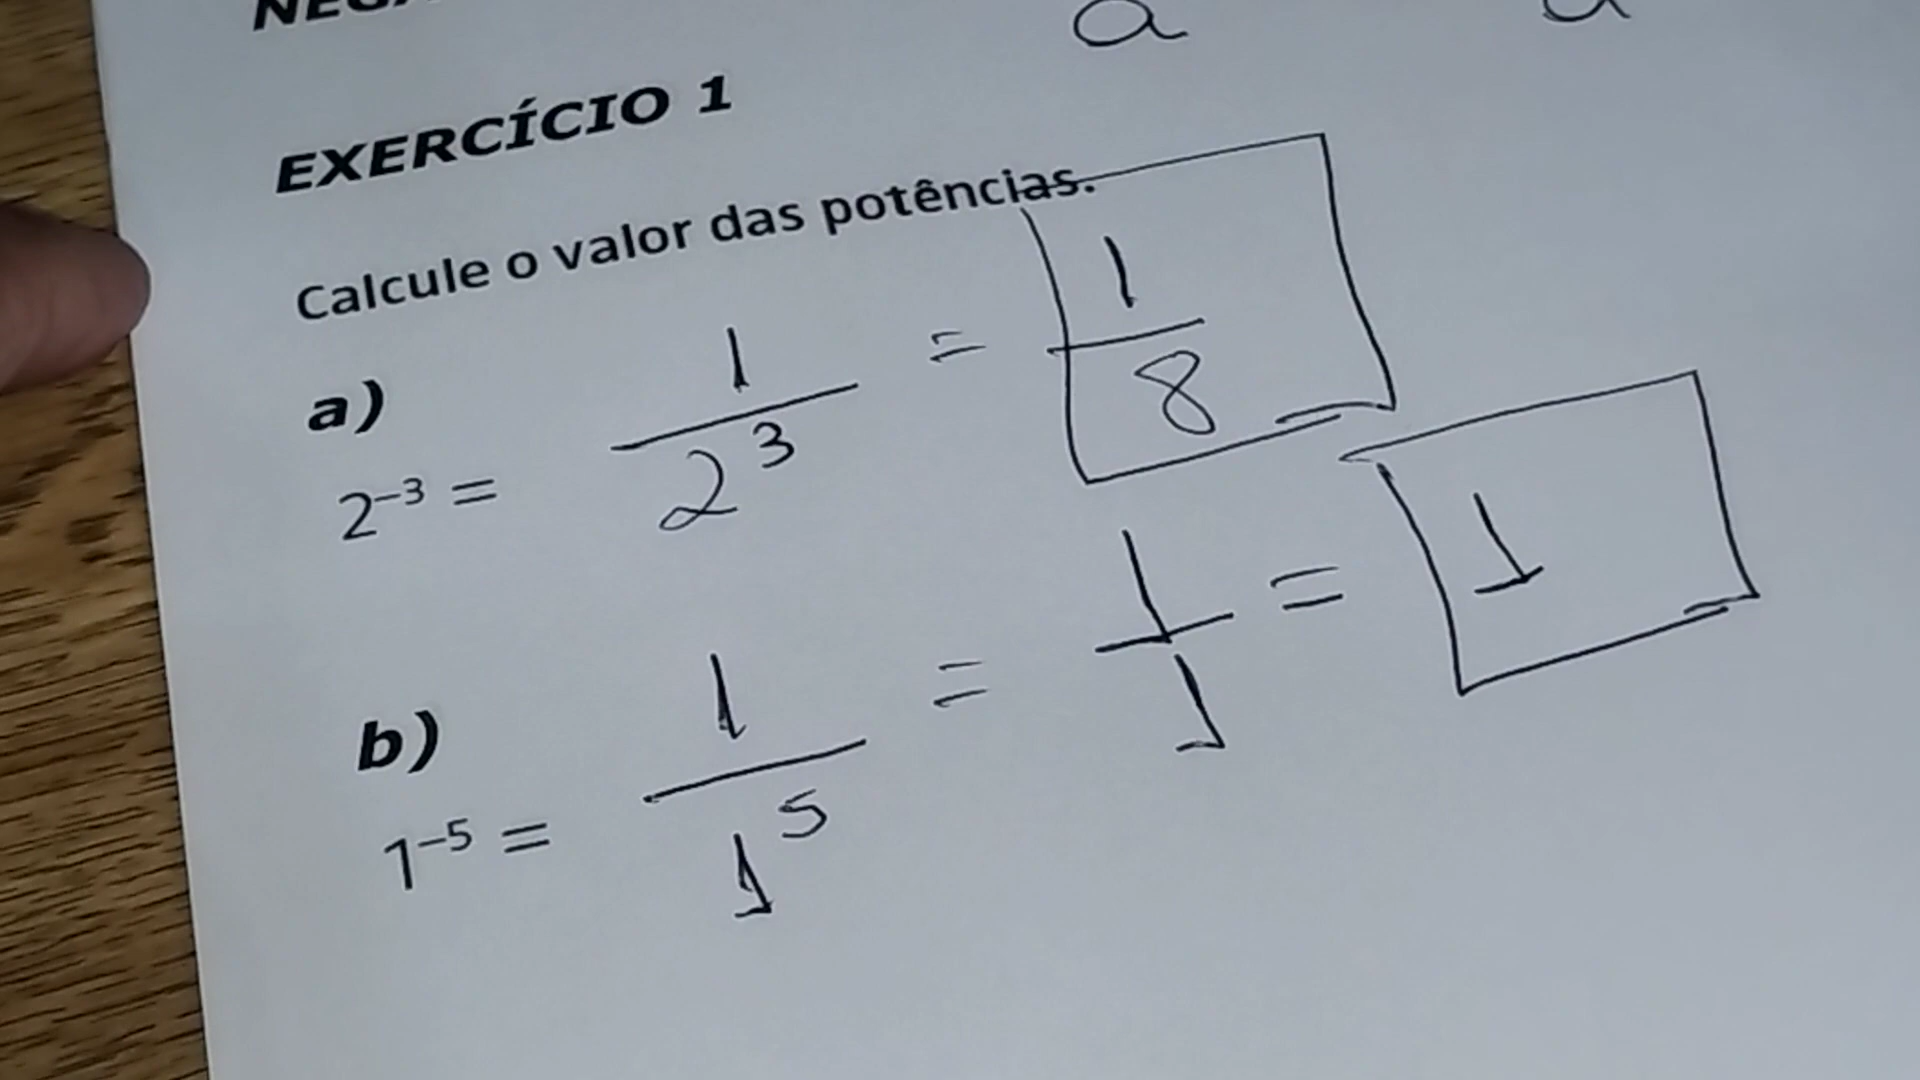 EXERCÍCIO 1
Calcule o valor das potências.
a)
2⁻³ = 1/2³ = 1/8
b)
1⁻⁵ = 1/1⁵ = 1/1 = 1